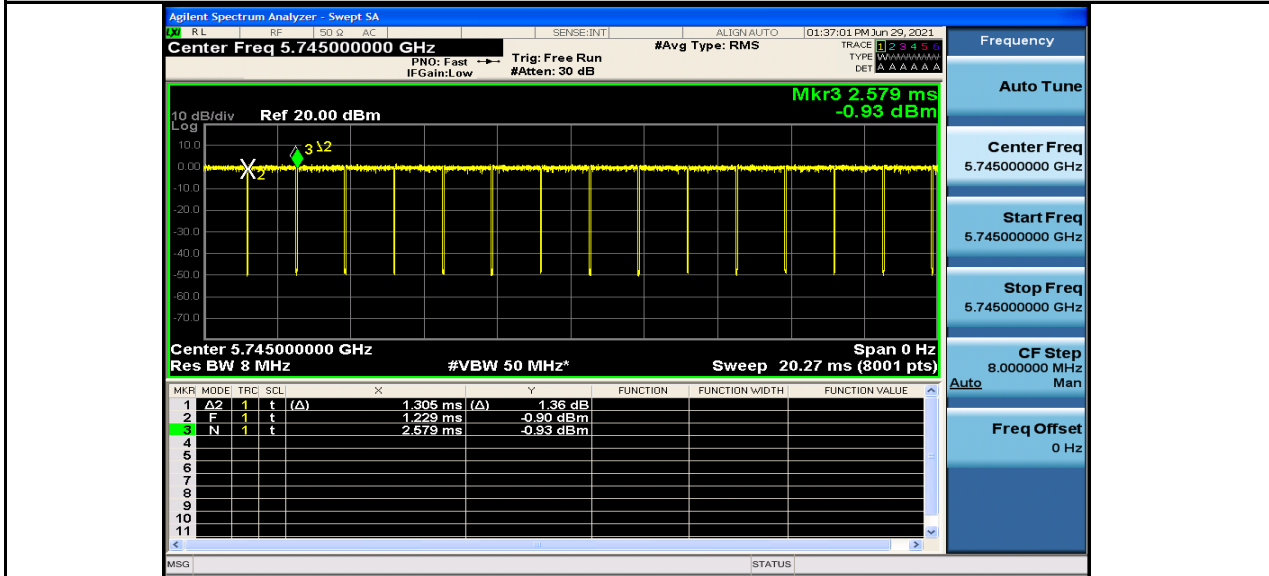 Agilent Spectrum Analyzer - Swept SA
LXI RL RF 50 Ω AC SENSE:INT ALIGNAUTO 01:37:01 PM Jun 29, 2021
Center Freq 5.745000000 GHz #Avg Type: RMS TRACE 1 2 3 4 5 6
PNO: Fast Trig: Free Run TYPE WWWWWW
IFGain:Low #Atten: 30 dB DET A A A A A A
Mkr3 2.579 ms
10 dB/div Ref 20.00 dBm -0.93 dBm
Log
10.0
3 1Δ2
0.00
X2
-10.0
-20.0
-30.0
-40.0
-50.0
-60.0
-70.0
Center 5.745000000 GHz Span 0 Hz
Res BW 8 MHz #VBW 50 MHz* Sweep 20.27 ms (8001 pts)
MKR MODE TRC SCL X Y FUNCTION FUNCTION WIDTH FUNCTION VALUE
1 Δ2 1 t (Δ) 1.305 ms (Δ) 1.36 dB
2 F 1 t 1.229 ms -0.90 dBm
3 N 1 t 2.579 ms -0.93 dBm
4
5
6
7
8
9
10
11
MSG STATUS
Frequency
Auto Tune
Center Freq
5.745000000 GHz
Start Freq
5.745000000 GHz
Stop Freq
5.745000000 GHz
CF Step
8.000000 MHz
Auto Man
Freq Offset
0 Hz